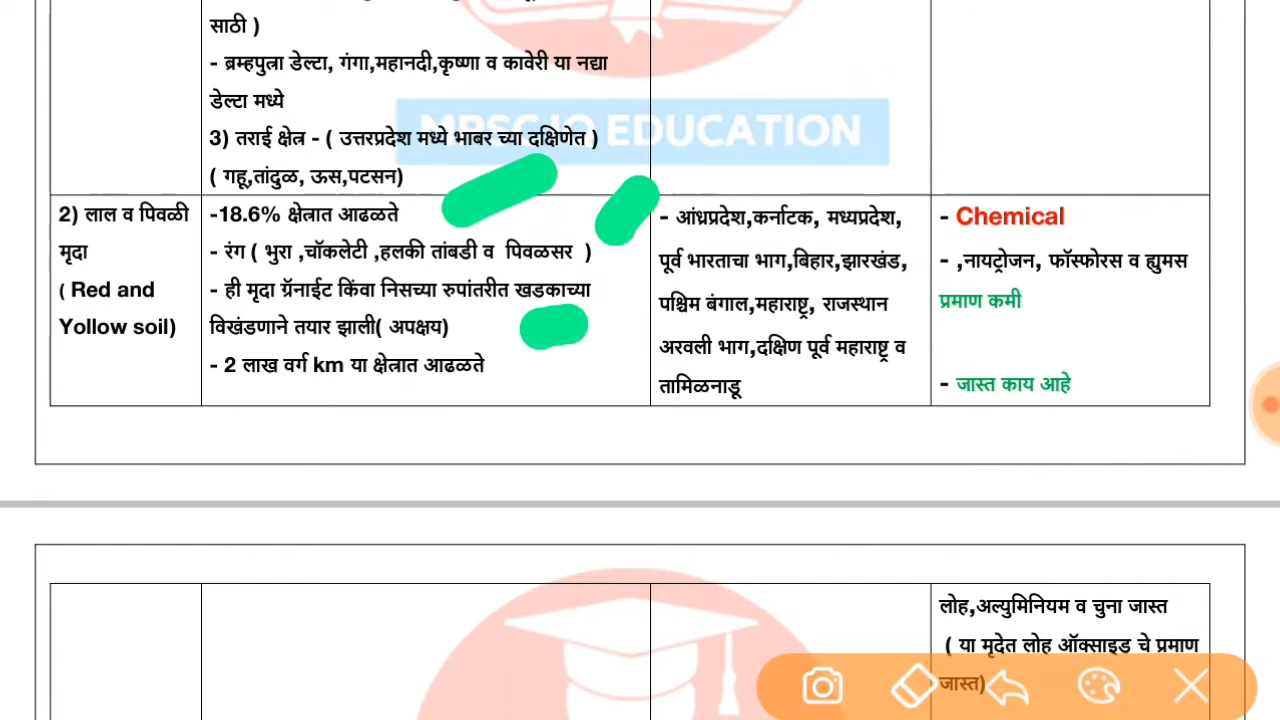 साठी )
- ब्रम्हपुत्रा डेल्टा, गंगा,महानदी,कृष्णा व कावेरी या नद्या
डेल्टा मध्ये
3) तराई क्षेत्र - ( उत्तरप्रदेश मध्ये भाबर च्या दक्षिणेत )
( गहू,तांदुळ, ऊस,पटसन)
EDUCATION
2) लाल व पिवळी
मृदा
( Red and
Yollow soil)
-18.6% क्षेत्रात आढळते
- रंग ( भुरा ,चॉकलेटी ,हलकी तांबडी व पिवळसर )
- ही मृदा ग्रॅनाईट किंवा निसच्या रुपांतरीत खडकाच्या
विखंडणाने तयार झाली( अपक्षय)
- 2 लाख वर्ग km या क्षेत्रात आढळते
- आंध्रप्रदेश,कर्नाटक, मध्यप्रदेश,
पूर्व भारताचा भाग,बिहार,झारखंड,
पश्चिम बंगाल,महाराष्ट्र, राजस्थान
अरवली भाग,दक्षिण पूर्व महाराष्ट्र व
तामिळनाडू
- Chemical
- ,नायट्रोजन, फॉस्फोरस व ह्युमस
प्रमाण कमी
- जास्त काय आहे
लोह,अल्युमिनियम व चुना जास्त
( या मृदेत लोह ऑक्साइड चे प्रमाण
जास्त)